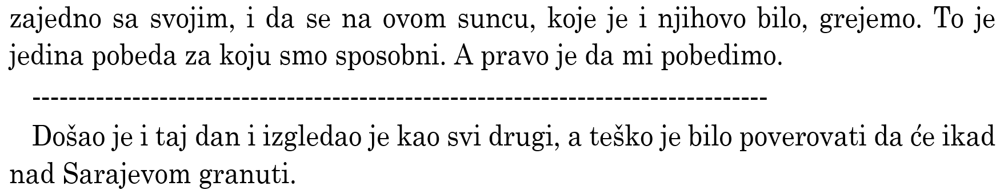 zajedno sa svojim, i da se na ovom suncu, koje je i njihovo bilo, grejemo. To je
jedina pobeda za koju smo sposobni. A pravo je da mi pobedimo.
--------------------------------------------------------------------------------
Došao je i taj dan i izgledao je kao svi drugi, a teško je bilo poverovati da će ikad
nad Sarajevom granuti.